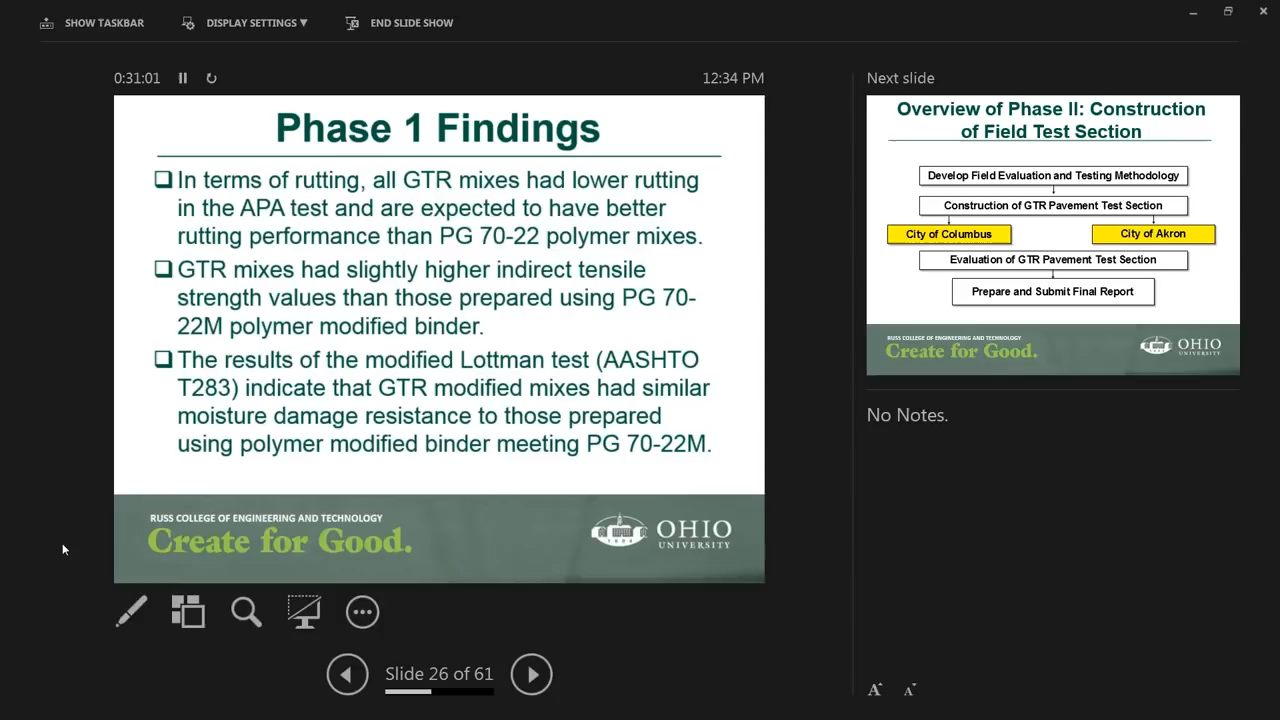 SHOW TASKBAR
DISPLAY SETTINGS ▼
END SLIDE SHOW
0:31:01
12:34 PM
Phase 1 Findings
In terms of rutting, all GTR mixes had lower rutting
in the APA test and are expected to have better
rutting performance than PG 70-22 polymer mixes.
GTR mixes had slightly higher indirect tensile
strength values than those prepared using PG 70-
22M polymer modified binder.
The results of the modified Lottman test (AASHTO
T283) indicate that GTR modified mixes had similar
moisture damage resistance to those prepared
using polymer modified binder meeting PG 70-22M.
RUSS COLLEGE OF ENGINEERING AND TECHNOLOGY
Create for Good.
OHIO
UNIVERSITY
Slide 26 of 61
Next slide
Overview of Phase II: Construction
of Field Test Section
Develop Field Evaluation and Testing Methodology
Construction of GTR Pavement Test Section
City of Columbus
City of Akron
Evaluation of GTR Pavement Test Section
Prepare and Submit Final Report
RUSS COLLEGE OF ENGINEERING AND TECHNOLOGY
Create for Good.
OHIO
UNIVERSITY
No Notes.
A A